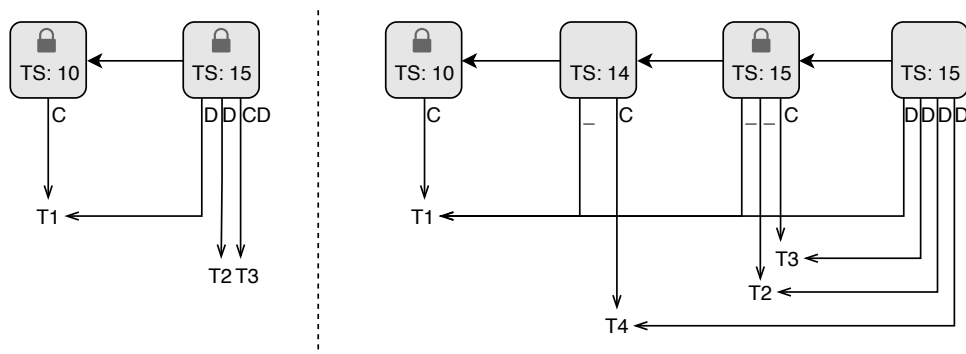 TS: 10 TS: 15 TS: 10 TS: 14 TS: 15 TS: 15
C D D CD C _ C _ _ C D D D D
T1 T1
T3
T2 T3
T2
T4